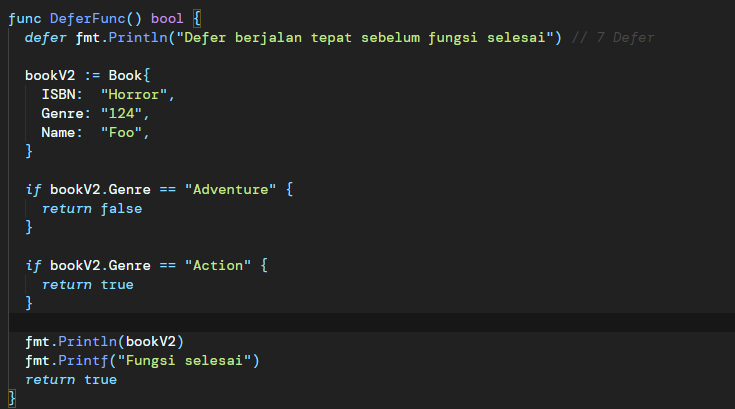 func DeferFunc() bool {
  defer fmt.Println("Defer berjalan tepat sebelum fungsi selesai") // 7 Defer
  bookV2 := Book{
    ISBN:  "Horror",
    Genre: "124",
    Name:  "Foo",
  }
  if bookV2.Genre == "Adventure" {
    return false
  }
  if bookV2.Genre == "Action" {
    return true
  }
  fmt.Println(bookV2)
  fmt.Printf("Fungsi selesai")
  return true
}